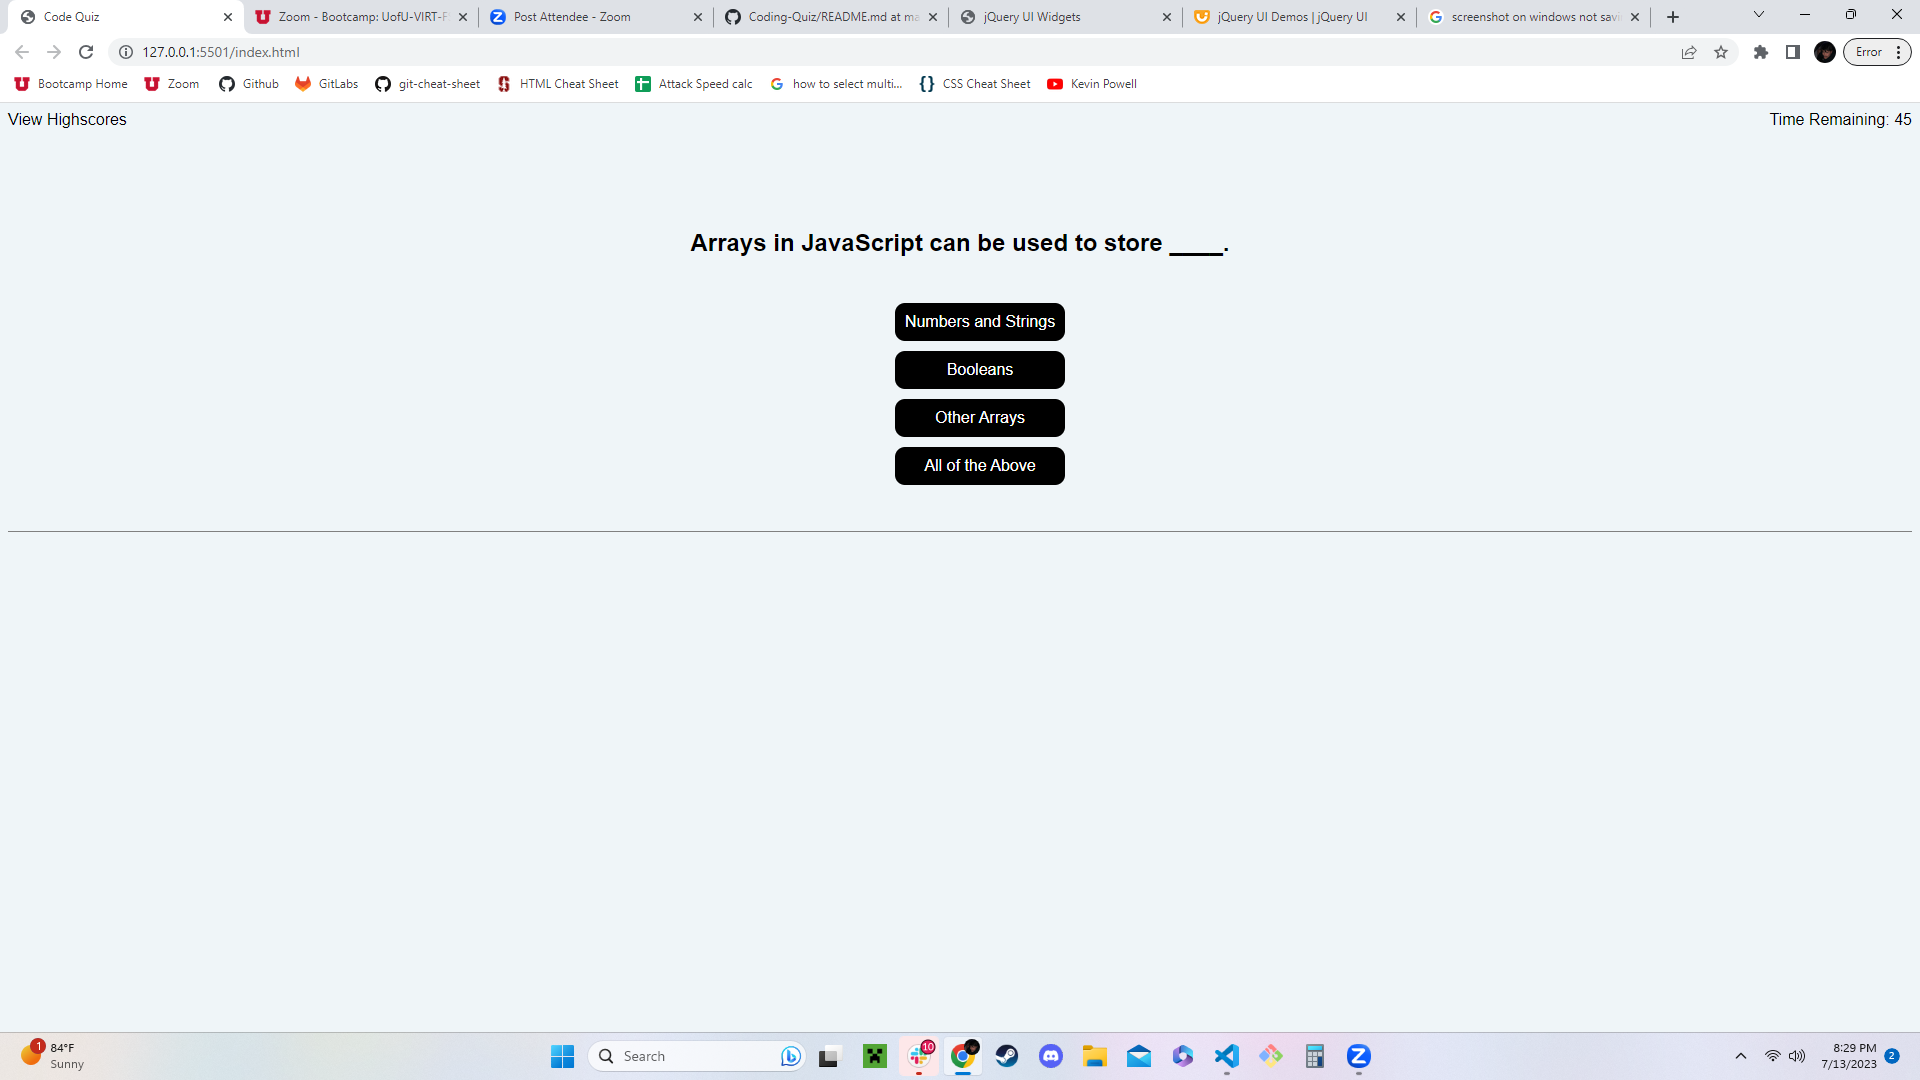 Code Quiz
Zoom - Bootcamp: UofU-VIRT-F
Post Attendee - Zoom
Coding-Quiz/README.md at ma
jQuery UI Widgets
jQuery UI Demos | jQuery UI
screenshot on windows not savi
127.0.0.1:5501/index.html
Error
Bootcamp Home
Zoom
Github
GitLabs
git-cheat-sheet
HTML Cheat Sheet
Attack Speed calc
how to select multi...
CSS Cheat Sheet
Kevin Powell
View Highscores
Time Remaining: 45
Arrays in JavaScript can be used to store ____.
Numbers and Strings
Booleans
Other Arrays
All of the Above
1
84°F
Sunny
Search
10
8:29 PM
7/13/2023
2